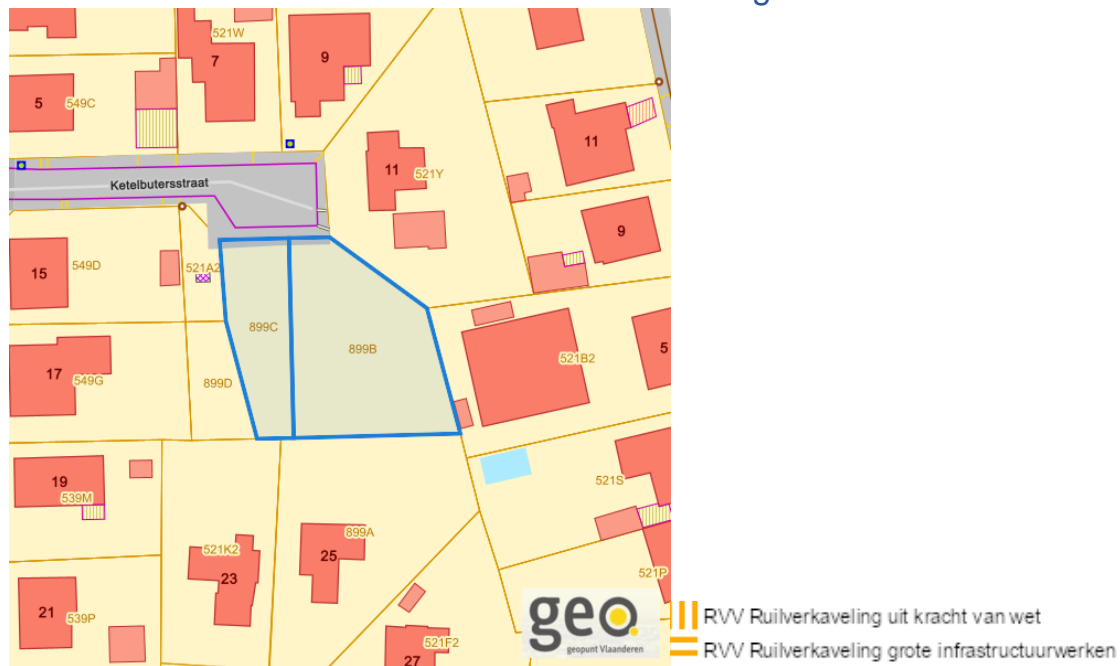 g
521W
7
9
5
549C
11
Ketelbutersstraat
11
521Y
9
15
549D
521A2
899C
899B
521B2
5
17
549G
899D
19
539M
521S
521K2
23
25
899A
521P
21
539P
521F2
27
geo
geopunt Vlaanderen
RVV Ruilverkaveling uit kracht van wet
RVV Ruilverkaveling grote infrastructuurwerken